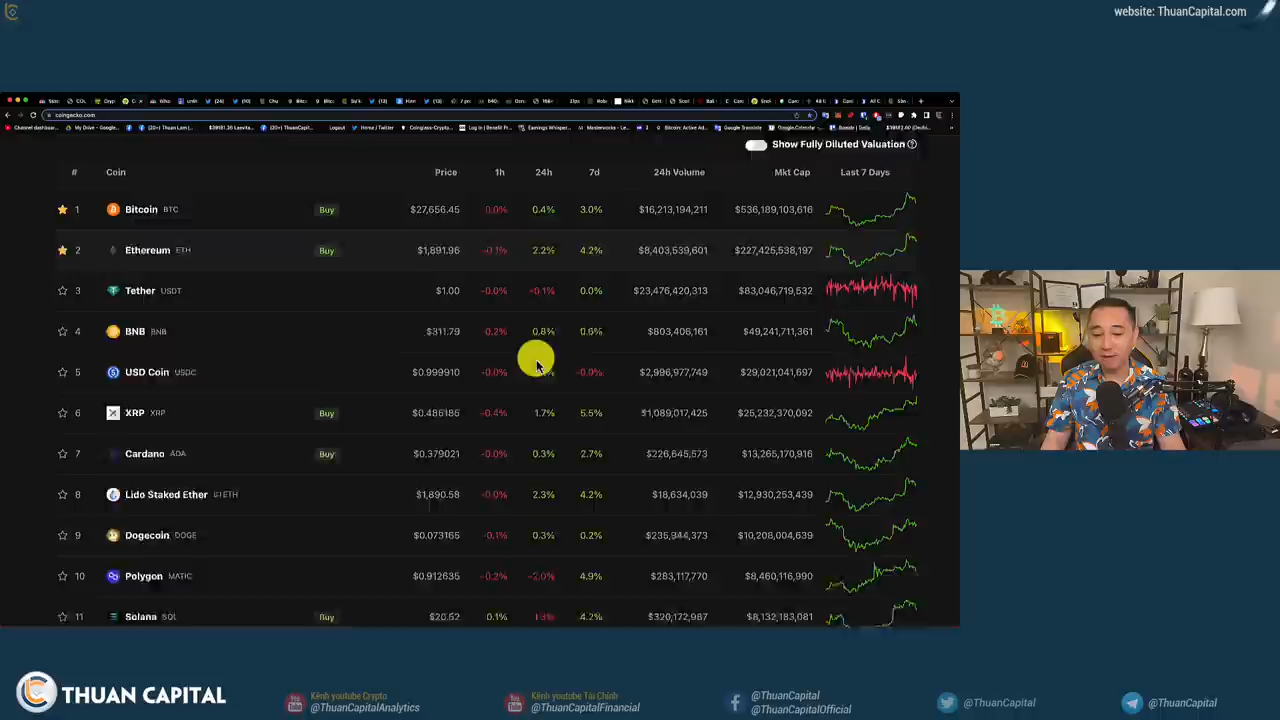 website: ThuanCapital.com
coingecko.com
Show Fully Diluted Valuation
# Coin Price 1h 24h 7d 24h Volume Mkt Cap Last 7 Days
1 Bitcoin BTC Buy $27,656.45 0.0% 0.4% 3.0% $16,213,194,211 $536,189,103,616
2 Ethereum ETH Buy $1,891.96 -0.1% 2.2% 4.2% $8,403,539,601 $227,425,538,197
3 Tether USDT $1.00 -0.0% -0.1% 0.0% $23,476,420,313 $83,046,719,532
4 BNB BNB $311.79 -0.2% 0.8% 0.6% $803,406,161 $49,241,711,361
5 USD Coin USDC $0.999910 -0.0% -0.0% $2,996,977,749 $29,021,041,697
6 XRP XRP Buy $0.486185 -0.4% 1.7% 5.5% $1,089,017,425 $25,232,370,092
7 Cardano ADA Buy $0.379021 -0.0% 0.3% 2.7% $226,645,573 $13,265,170,916
8 Lido Staked Ether STETH $1,890.58 -0.0% 2.3% 4.2% $18,634,039 $12,930,253,439
9 Dogecoin DOGE $0.073165 -0.1% 0.3% 0.2% $235,944,373 $10,208,004,639
10 Polygon MATIC $0.912635 -0.2% -2.0% 4.9% $283,117,770 $8,460,116,990
11 Solana SOL Buy $20.52 0.1% 4.2% $320,172,987 $8,132,183,081
THUAN CAPITAL
Kênh youtube Crypto
@ThuanCapitalAnalytics
Kênh youtube Tài Chính
@ThuanCapitalFinancial
@ThuanCapital
@ThuanCapitalOfficial
@ThuanCapital
@ThuanCapital